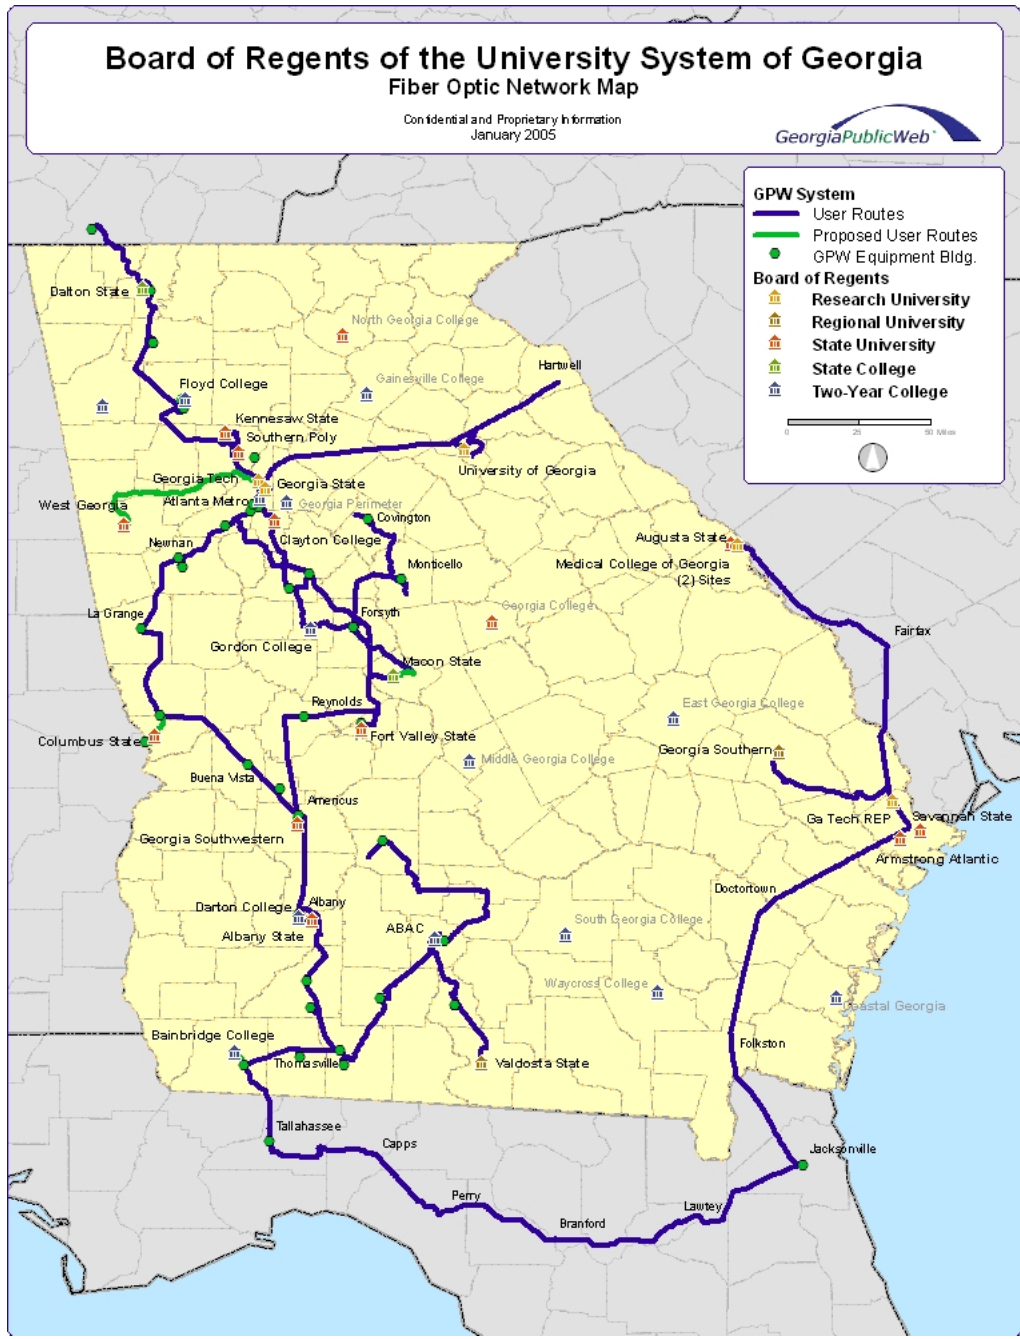 Board of Regents of the University System of Georgia
Fiber Optic Network Map
Confidential and Proprietary Information
January 2005
GeorgiaPublicWeb
GPW System
User Routes
Proposed User Routes
GPW Equipment Bldg.
Board of Regents
Research University
Regional University
State University
State College
Two-Year College
0 25 50 Miles
Dalton State
North Georgia College
Hartwell
Gainesville College
Floyd College
Kennesaw State
Southern Poly
University of Georgia
Georgia Tech
Georgia State
West Georgia
Atlanta Metro
Georgia Perimeter
Covington
Newnan
Clayton College
Augusta State
Medical College of Georgia
(2) Sites
Monticello
La Grange
Forsyth
Georgia College
Fairfax
Gordon College
Macon State
Reynolds
East Georgia College
Columbus State
Fort Valley State
Georgia Southern
Middle Georgia College
Buena Vista
Americus
Ga Tech REP
Savannah State
Georgia Southwestern
Armstrong Atlantic
Doctortown
Darton College
Albany
Albany State
ABAC
South Georgia College
Waycross College
Coastal Georgia
Bainbridge College
Folkston
Thomasville
Valdosta State
Tallahassee
Capps
Jacksonville
Perry
Lawtey
Branford